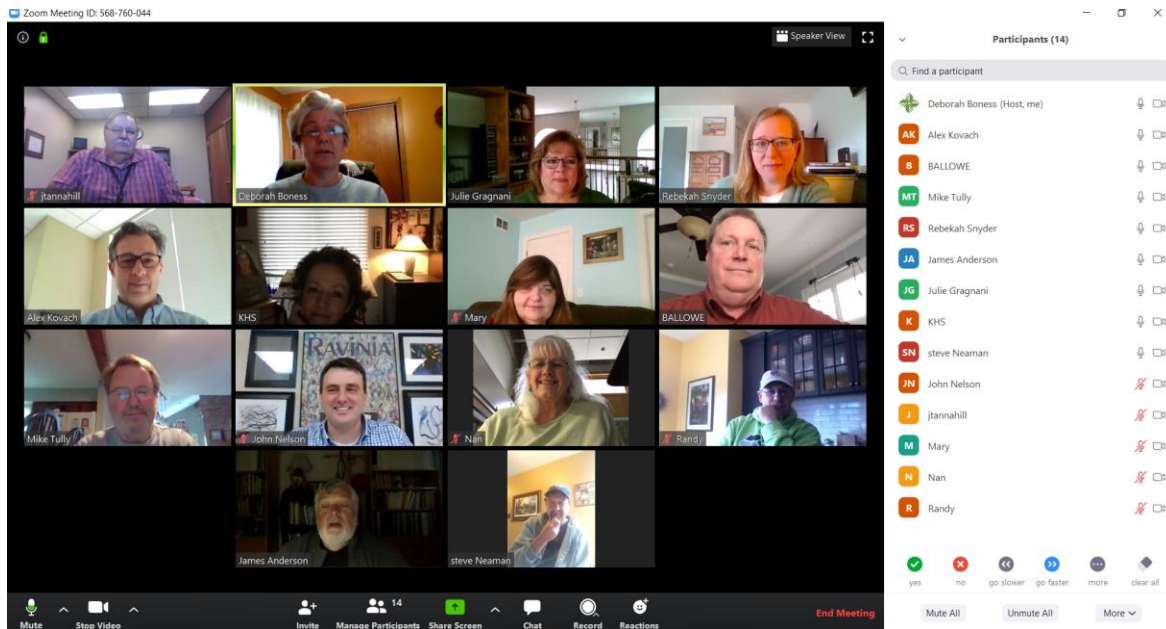 Zoom Meeting ID: 568-760-044
Speaker View
jtannahill
Deborah Boness
Julie Gragnani
Rebekah Snyder
Alex Kovach
KHS
Mary
BALLOWE
RAVINIA
Mike Tully
John Nelson
Nan
Randy
James Anderson
steve Neaman
Mute
Stop Video
Invite
14
Manage Participants
Share Screen
Chat
Record
Reactions
End Meeting
Participants (14)
Find a participant
Deborah Boness (Host, me)
AK Alex Kovach
B BALLOWE
MT Mike Tully
RS Rebekah Snyder
JA James Anderson
JG Julie Gragnani
K KHS
SN steve Neaman
JN John Nelson
J jtannahill
M Mary
N Nan
R Randy
yes no go slower go faster more clear all
Mute All Unmute All More